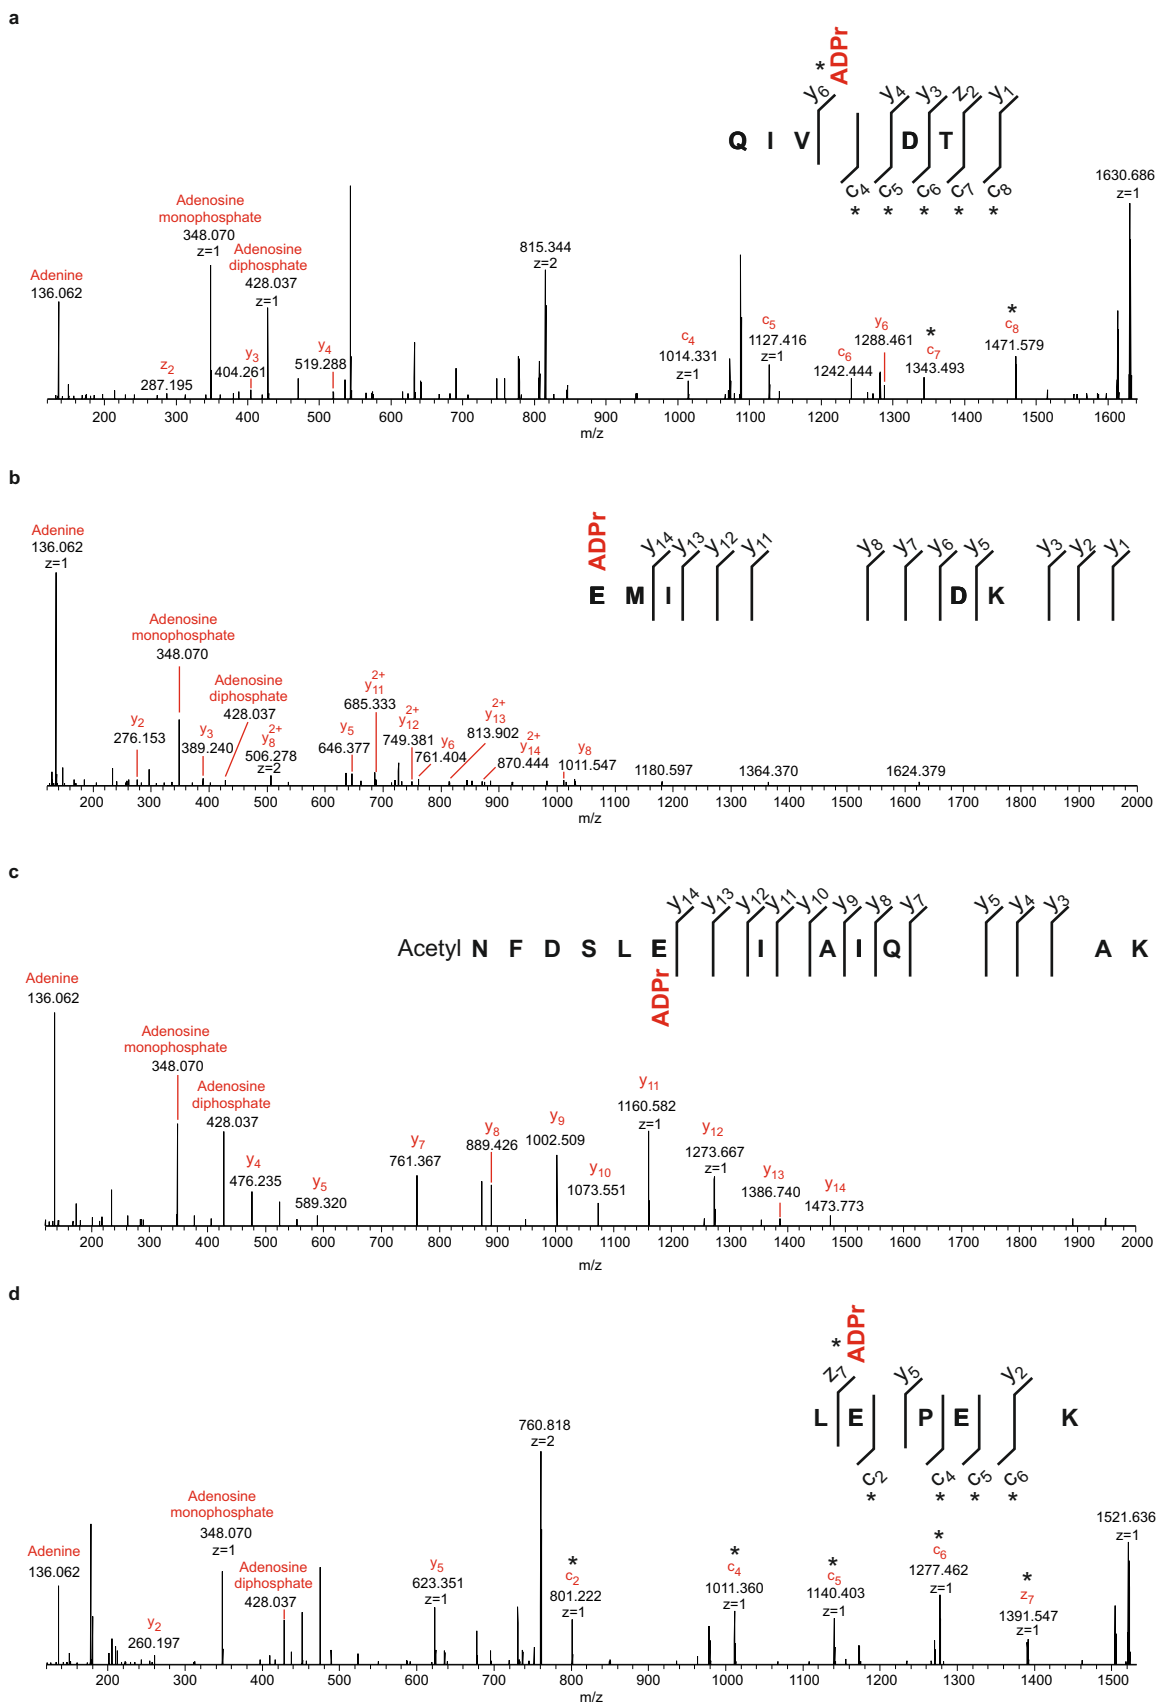 a
ADPr
*
y6 y4 y3 z2 y1
Q I V D T
c4 c5 c6 c7 c8
* * * * *
Adenine
136.062
z2
287.195
Adenosine
monophosphate
348.070
z=1
y3
404.261
Adenosine
diphosphate
428.037
z=1
y4
519.288
815.344
z=2
c4
1014.331
z=1
c5
1127.416
z=1
c6
1242.444
y6
1288.461
*
c7
1343.493
*
c8
1471.579
1630.686
z=1
200 300 400 500 600 700 800 900 1000 1100 1200 1300 1400 1500 1600
m/z
b
ADPr
y14 y13 y12 y11 y8 y7 y6 y5 y3 y2 y1
E M I D K
Adenine
136.062
z=1
y2
276.153
Adenosine
monophosphate
348.070
y3
389.240
Adenosine
diphosphate
428.037
y8 2+
506.278
z=2
y5
646.377
y11 2+
685.333
y12 2+
749.381
y6
761.404
y13 2+
813.902
y14 2+
870.444
y8
1011.547
1180.597
1364.370
1624.379
200 300 400 500 600 700 800 900 1000 1100 1200 1300 1400 1500 1600 1700 1800 1900 2000
m/z
c
y14 y13 y12 y11 y10 y9 y8 y7 y5 y4 y3
Acetyl N F D S L E I A I Q A K
ADPr
Adenine
136.062
Adenosine
monophosphate
348.070
Adenosine
diphosphate
428.037
y4
476.235
y5
589.320
y7
761.367
y8
889.426
y9
1002.509
y10
1073.551
y11
1160.582
z=1
y12
1273.667
z=1
y13
1386.740
y14
1473.773
200 300 400 500 600 700 800 900 1000 1100 1200 1300 1400 1500 1600 1700 1800 1900 2000
m/z
d
ADPr
*
z7 y5 y2
L E P E K
c2 c4 c5 c6
* * * *
Adenine
136.062
y2
260.197
Adenosine
monophosphate
348.070
z=1
Adenosine
diphosphate
428.037
y5
623.351
z=1
760.818
z=2
*
c2
801.222
z=1
*
c4
1011.360
z=1
*
c5
1140.403
z=1
*
c6
1277.462
z=1
*
z7
1391.547
z=1
1521.636
z=1
200 300 400 500 600 700 800 900 1000 1100 1200 1300 1400 1500
m/z